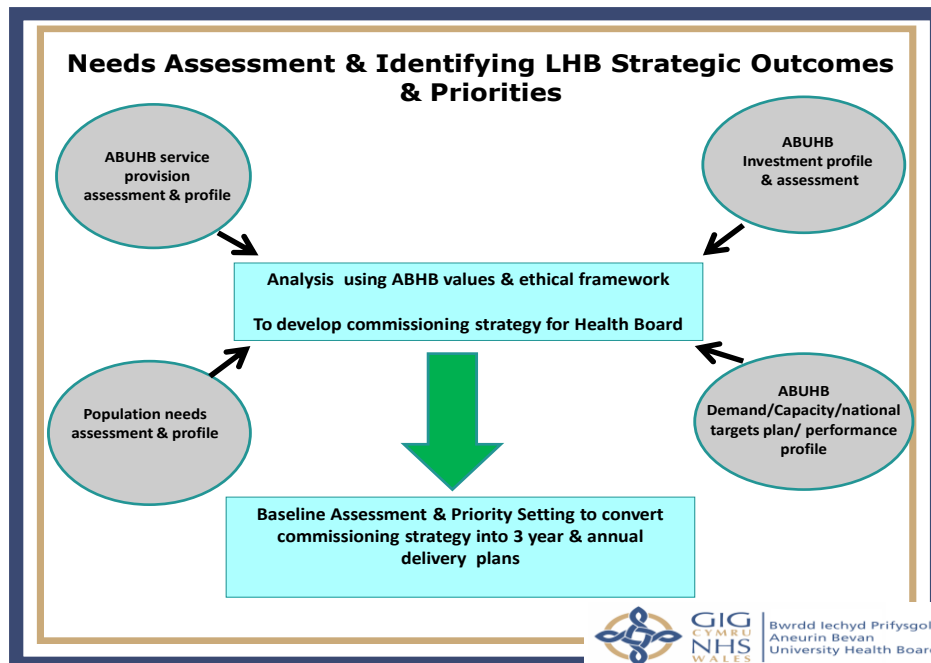 Needs Assessment & Identifying LHB Strategic Outcomes
& Priorities
ABUHB service
provision
assessment & profile
ABUHB
Investment profile
& assessment
Analysis using ABHB values & ethical framework
To develop commissioning strategy for Health Board
Population needs
assessment & profile
ABUHB
Demand/Capacity/national
targets plan/ performance
profile
Baseline Assessment & Priority Setting to convert
commissioning strategy into 3 year & annual
delivery plans
GIG
CYMRU
NHS
WALES
Bwrdd Iechyd Prifysgol
Aneurin Bevan
University Health Board